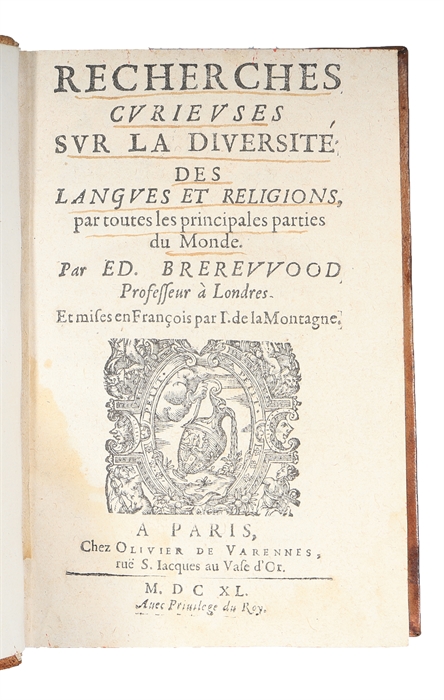 RECHERCHES
CVRIEVSES
SVR LA DIVERSITÉ
DES
LANGVES ET RELIGIONS,
par toutes les principales parties
du Monde.
Par ED. BREREVVOOD
Professeur à Londres.
Et mises en François par I. de la Montagne.
A PARIS,
Chez OLIVIER DE VARENNES,
ruë S. Iacques au Vase d'Or.
M. DC XL.
Auec Priuilege du Roy.